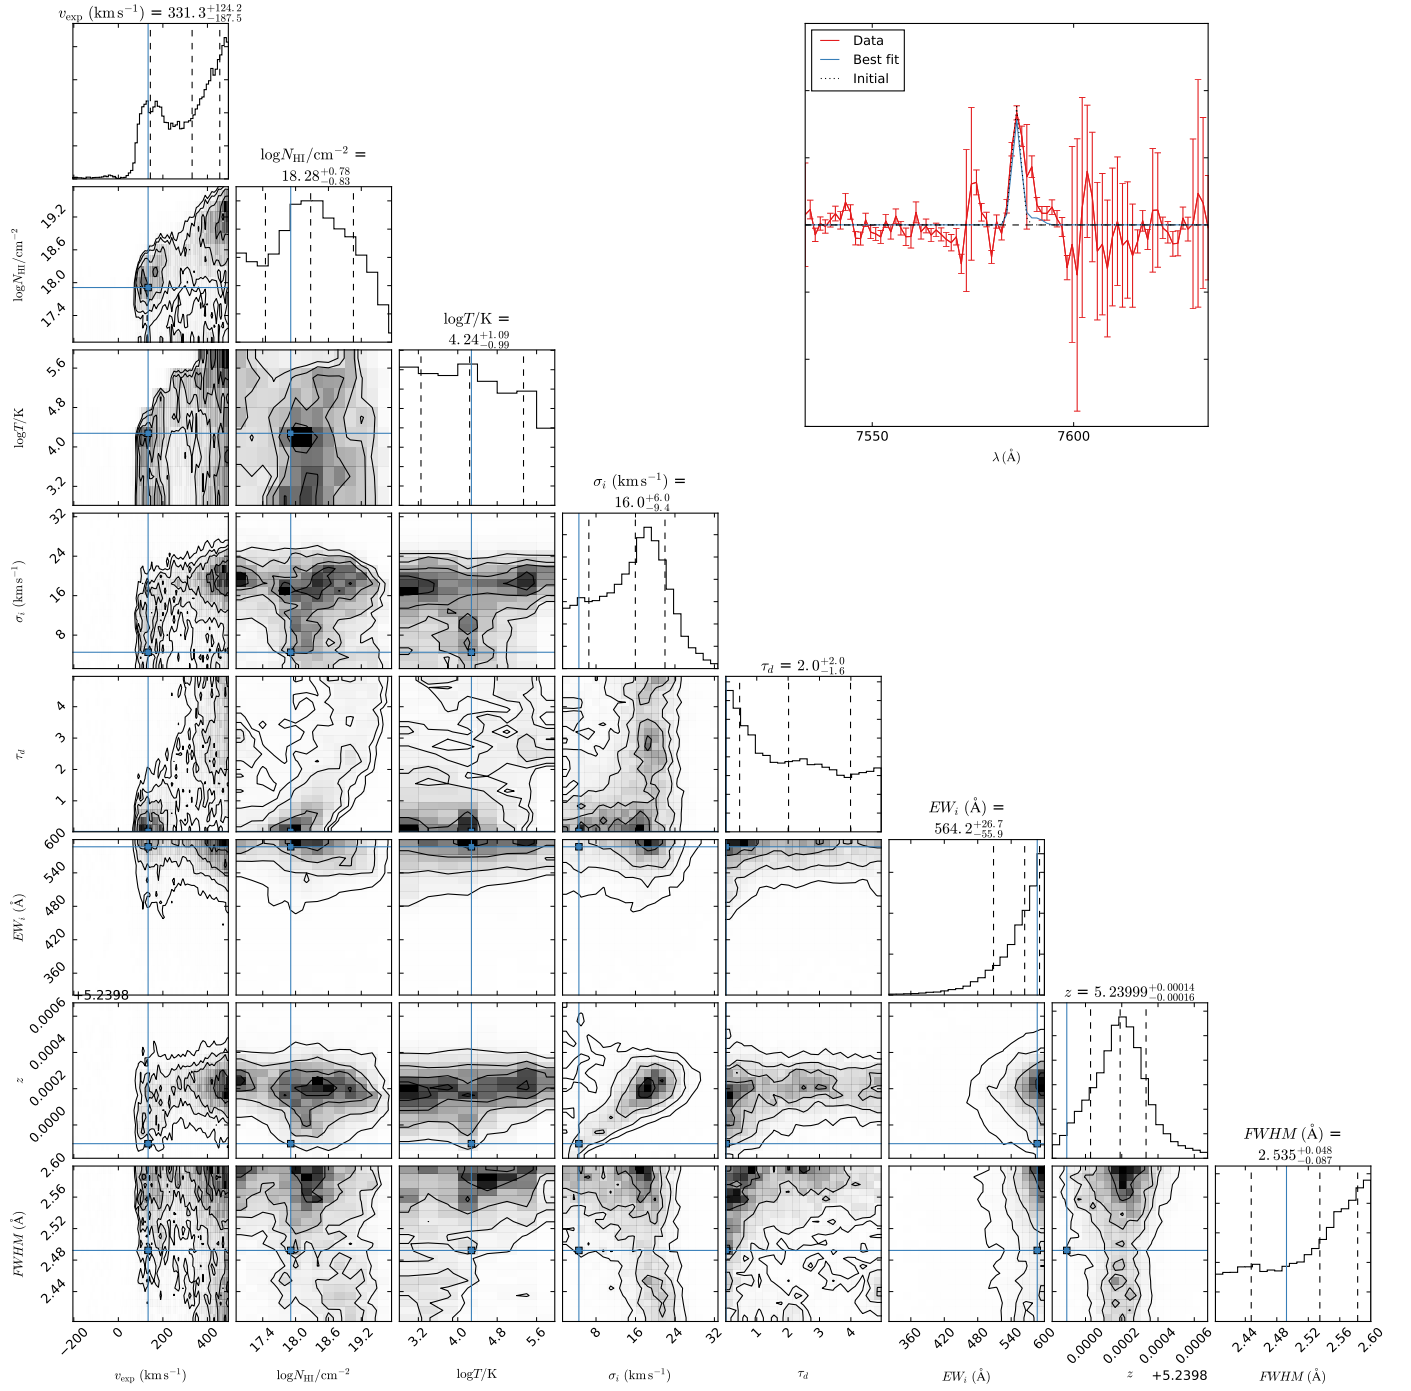 v_exp (km s⁻¹) = 331.3^{+124.2}_{−187.5}
Data
Best fit
Initial
logN_HI/cm⁻² =
18.28^{+0.78}_{−0.83}
19.2
18.6
18.0
17.4
logN_HI/cm⁻²
logT/K =
4.24^{+1.09}_{−0.99}
5.6
4.8
4.0
3.2
logT/K
7550
7600
λ (Å)
σ_i (km s⁻¹) =
16.0^{+6.0}_{−9.4}
32
24
16
8
σ_i (km s⁻¹)
τ_d = 2.0^{+2.0}_{−1.6}
4
3
2
1
τ_d
EW_i (Å) =
564.2^{+26.7}_{−55.9}
600
540
480
420
360
EW_i (Å)
+5.2398
z = 5.23999^{+0.00014}_{−0.00016}
0.0006
0.0004
0.0002
0.0000
z
FWHM (Å) =
2.535^{+0.048}_{−0.087}
2.60
2.56
2.52
2.48
2.44
FWHM (Å)
−200 0 200 400
17.4 18.0 18.6 19.2
3.2 4.0 4.8 5.6
8 16 24 32
1 2 3 4
360 420 480 540 600
0.0000 0.0002 0.0004 0.0006
2.44 2.48 2.52 2.56 2.60
v_exp (km s⁻¹)
logN_HI/cm⁻²
logT/K
σ_i (km s⁻¹)
τ_d
EW_i (Å)
z +5.2398
FWHM (Å)